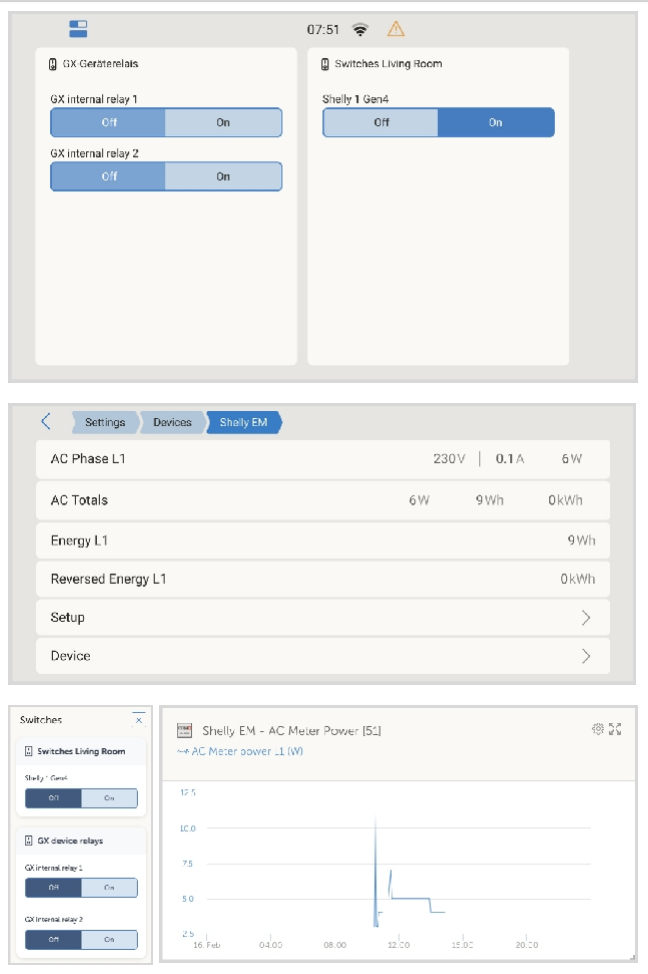 07:51
GX-Geräterelais
GX internal relay 1
Off On
GX internal relay 2
Off On
Switches Living Room
Shelly 1 Gen4
Off On
Settings Devices Shelly EM
AC Phase L1 230V | 0.1A 6W
AC Totals 6W 9Wh 0kWh
Energy L1 9Wh
Reversed Energy L1 0kWh
Setup
Device
Switches
Switches Living Room
Shelly 1 Gen4
Off On
GX device relays
GX internal relay 1
Off On
GX internal relay 2
Off On
Shelly EM - AC Meter Power [51]
AC Meter power L1 (W)
12.5
10.0
7.5
5.0
2.5
16. Feb 04:00 08:00 12:00 16:00 20:00